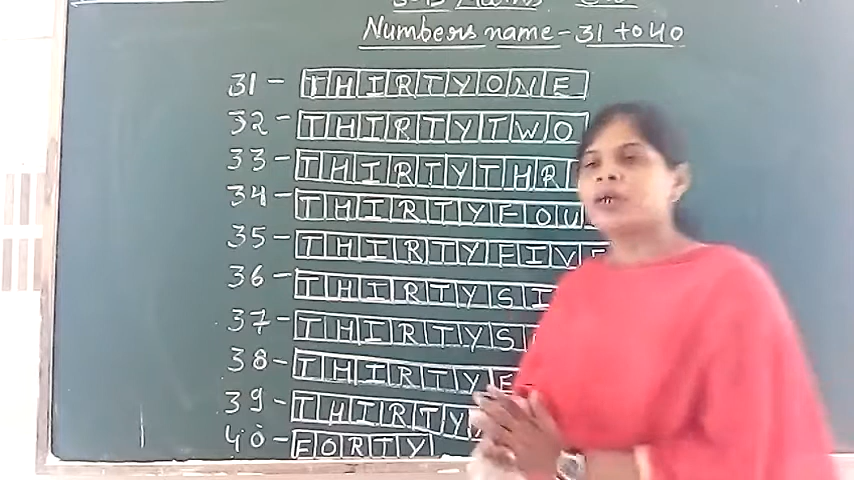 Numbers name - 31 to 40
31 - THIRTYONE
32 - THIRTYTWO
33 - THIRTYTHR
34 - THIRTYFOU
35 - THIRTYFIVE
36 - THIRTYSI
37 - THIRTYS
38 - THIRTY
39 - THIRTY
40 - FORTY